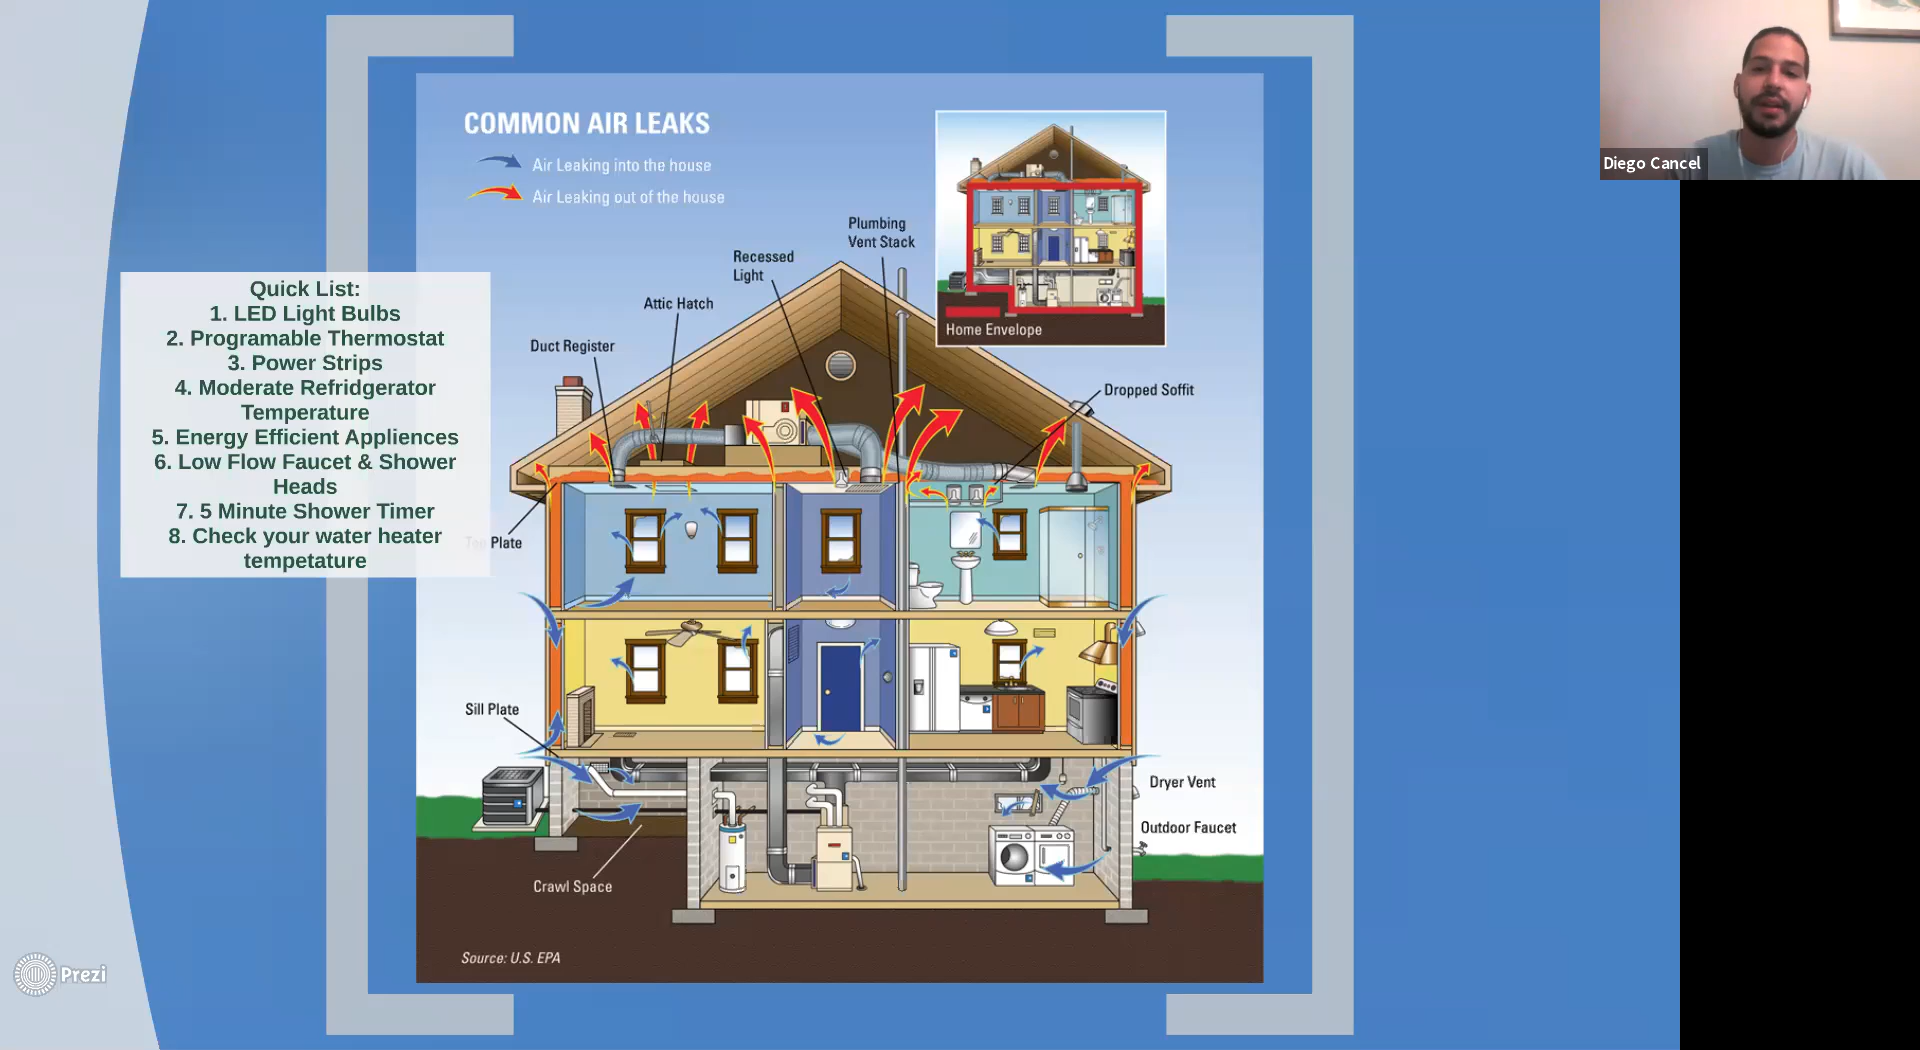 COMMON AIR LEAKS
Air Leaking into the house
Air Leaking out of the house
Plumbing
Vent Stack
Recessed
Light
Attic Hatch
Duct Register
Home Envelope
Dropped Soffit
Quick List:
1. LED Light Bulbs
2. Programable Thermostat
3. Power Strips
4. Moderate Refridgerator
Temperature
5. Energy Efficient Appliences
6. Low Flow Faucet & Shower
Heads
7. 5 Minute Shower Timer
8. Check your water heater
tempetature
Top Plate
Sill Plate
Dryer Vent
Outdoor Faucet
Crawl Space
Source: U.S. EPA
Prezi
Diego Cancel